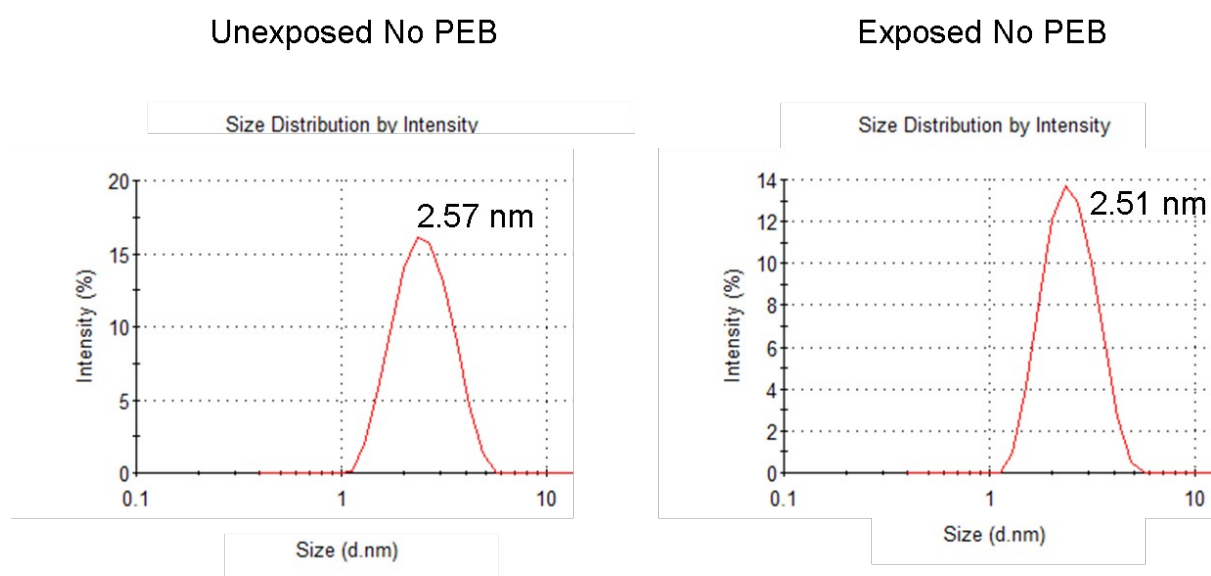 Unexposed No PEB
Size Distribution by Intensity
20
15
10
5
0
Intensity (%)
2.57 nm
0.1
1
10
Size (d.nm)
Exposed No PEB
Size Distribution by Intensity
14
12
10
8
6
4
2
0
Intensity (%)
2.51 nm
0.1
1
10
Size (d.nm)